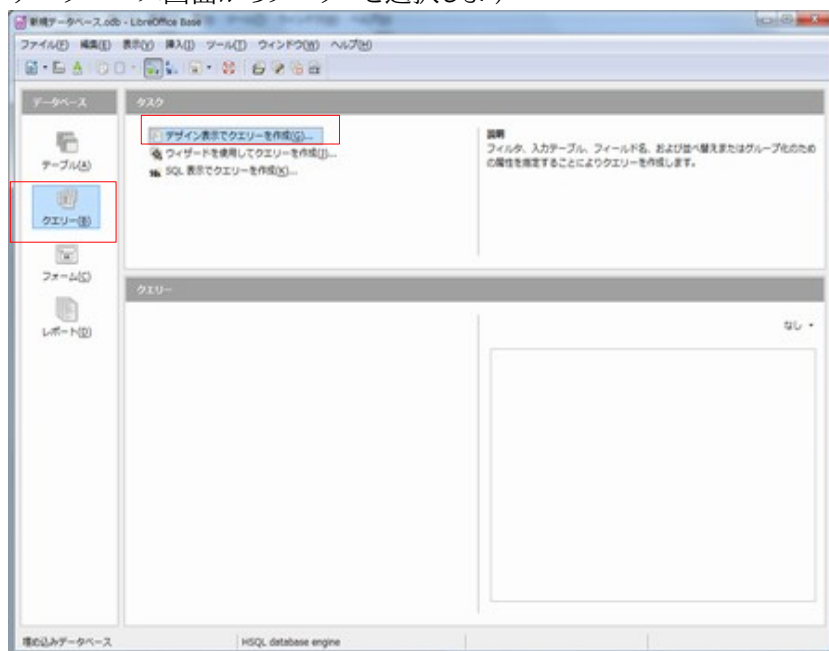 新規データベース.odb - LibreOffice Base
ファイル(F) 編集(E) 表示(V) 挿入(I) ツール(T) ウィンドウ(W) ヘルプ(H)
データベース
タスク
テーブル(A)
クエリー(B)
フォーム(C)
レポート(D)
デザイン表示でクエリーを作成(G)...
ウィザードを使用してクエリーを作成(J)...
SQL 表示でクエリーを作成(K)...
説明
フィルタ、入力テーブル、フィールド名、および並べ替えまたはグループ化のため
の属性を指定することによりクエリーを作成します。
クエリー
なし
埋め込みデータベース
HSQL database engine